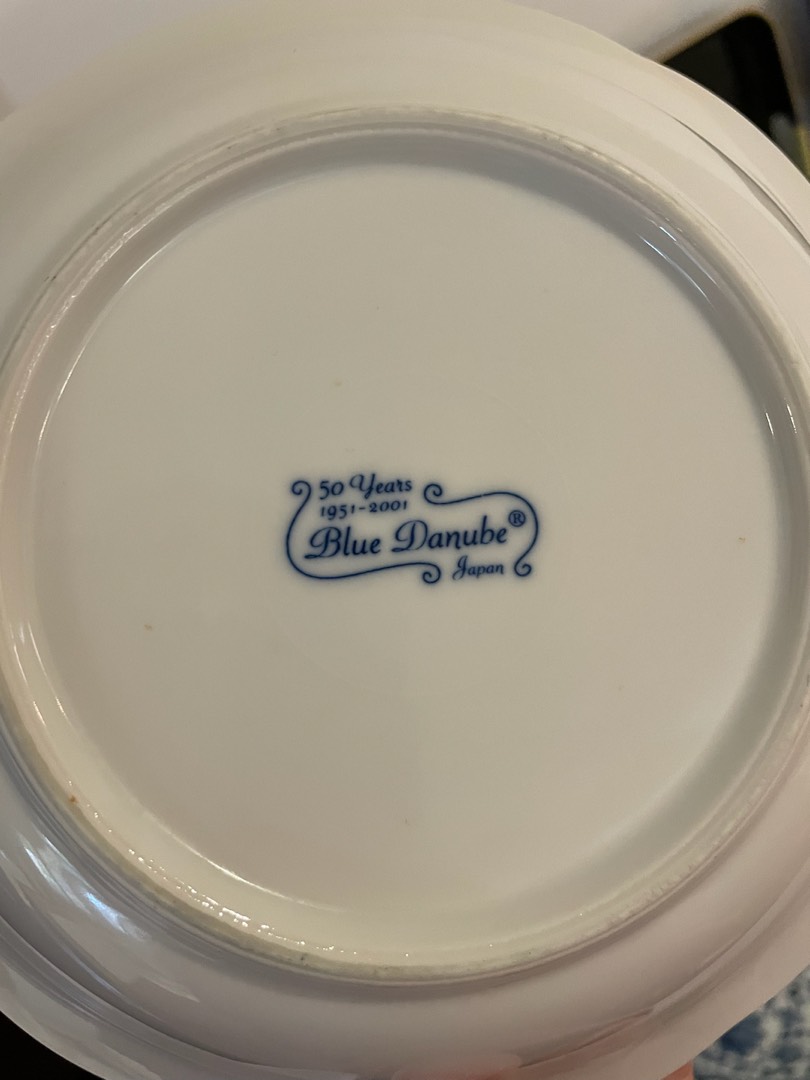 50 Years
1951-2001
Blue Danube®
Japan